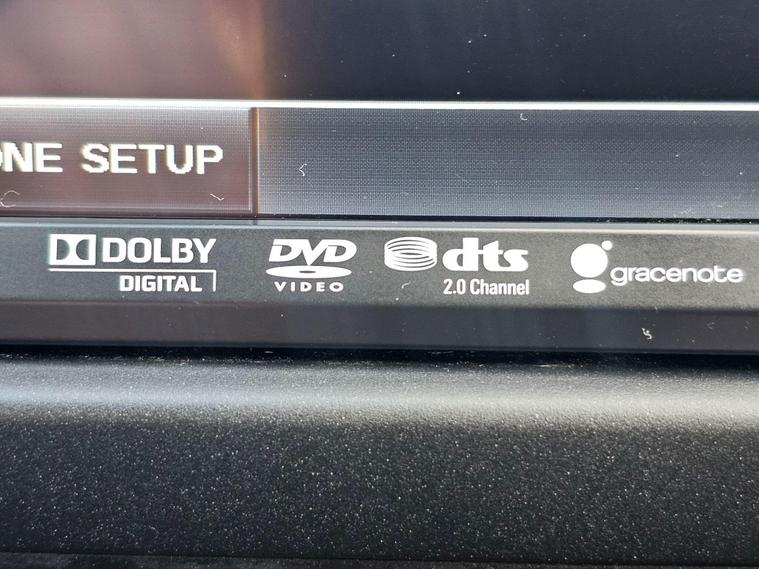 ONE SETUP
DOLBY DVD dts gracenote
DIGITAL VIDEO 2.0 Channel